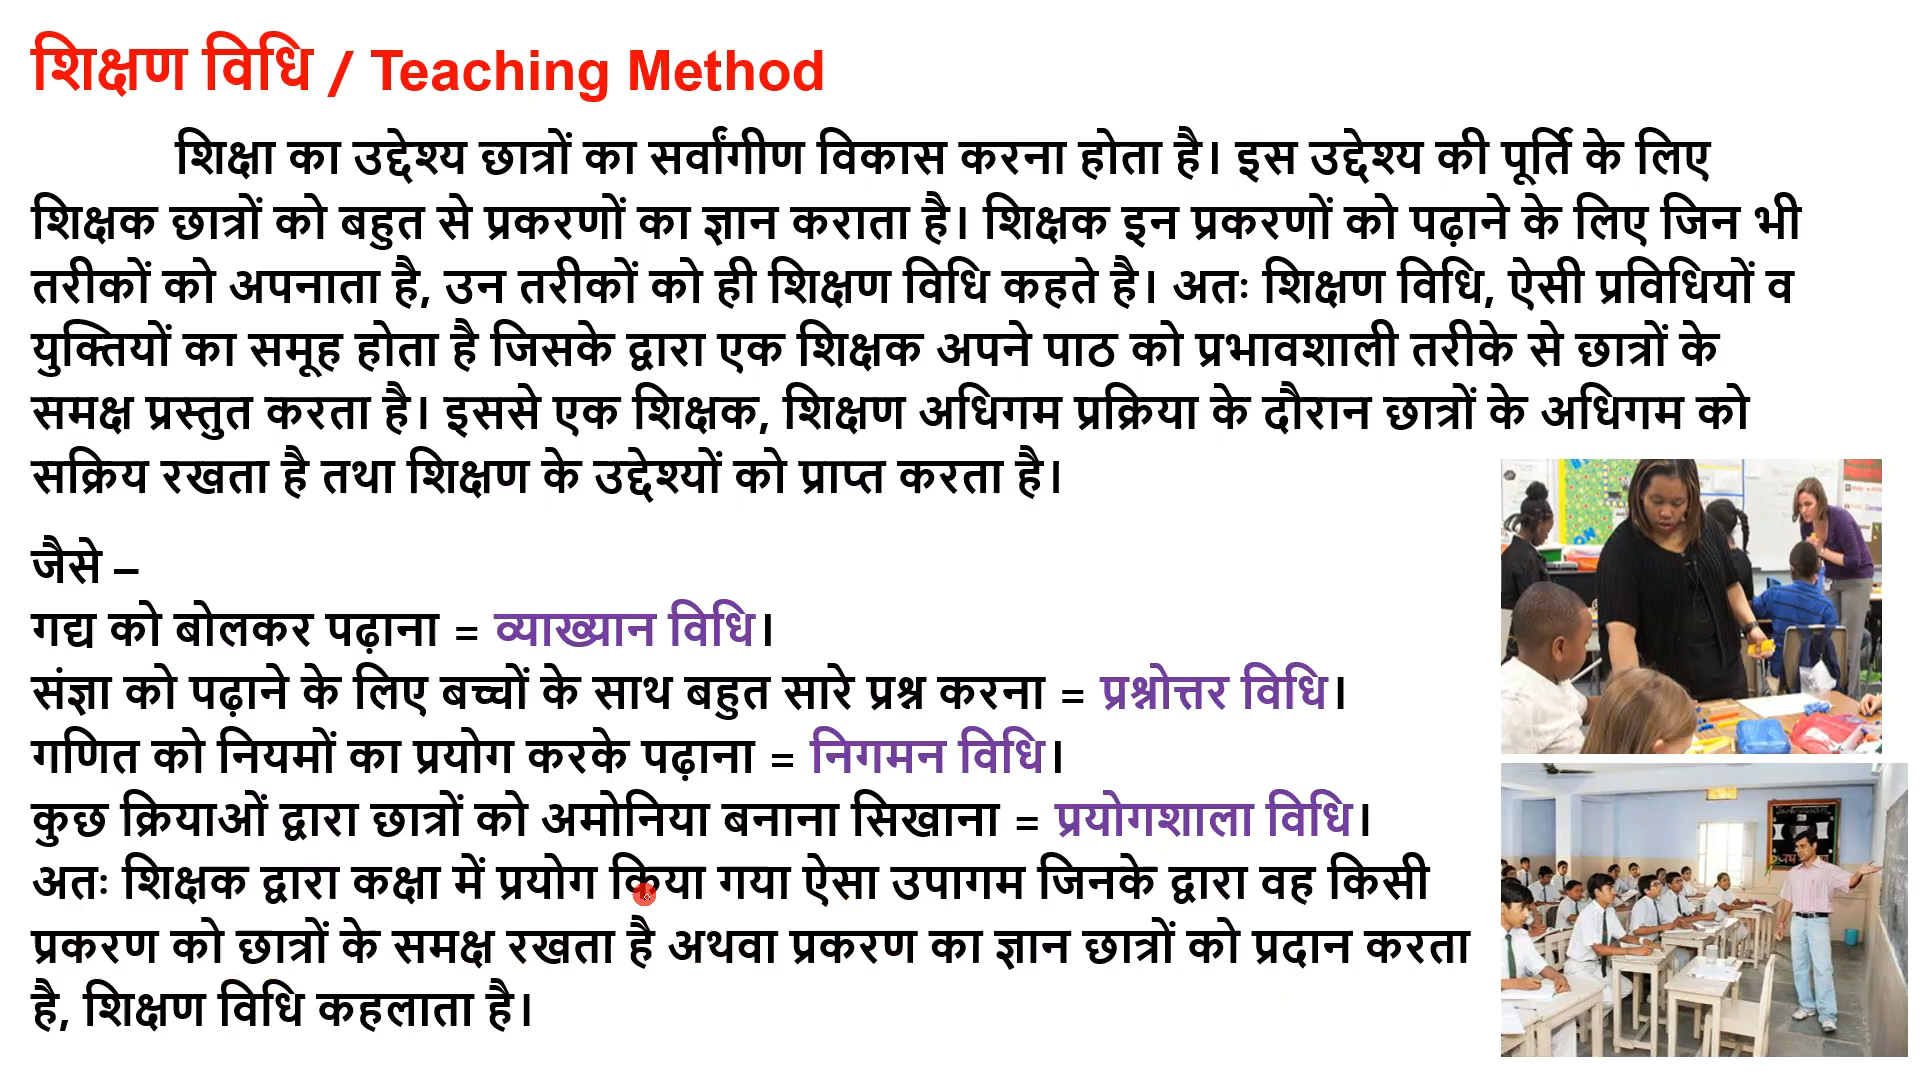 शिक्षण विधि / Teaching Method
शिक्षा का उद्देश्य छात्रों का सर्वांगीण विकास करना होता है। इस उद्देश्य की पूर्ति के लिए
शिक्षक छात्रों को बहुत से प्रकरणों का ज्ञान कराता है। शिक्षक इन प्रकरणों को पढ़ाने के लिए जिन भी
तरीकों को अपनाता है, उन तरीकों को ही शिक्षण विधि कहते है। अतः शिक्षण विधि, ऐसी प्रविधियों व
युक्तियों का समूह होता है जिसके द्वारा एक शिक्षक अपने पाठ को प्रभावशाली तरीके से छात्रों के
समक्ष प्रस्तुत करता है। इससे एक शिक्षक, शिक्षण अधिगम प्रक्रिया के दौरान छात्रों के अधिगम को
सक्रिय रखता है तथा शिक्षण के उद्देश्यों को प्राप्त करता है।
जैसे –
गद्य को बोलकर पढ़ाना = व्याख्यान विधि।
संज्ञा को पढ़ाने के लिए बच्चों के साथ बहुत सारे प्रश्न करना = प्रश्नोत्तर विधि।
गणित को नियमों का प्रयोग करके पढ़ाना = निगमन विधि।
कुछ क्रियाओं द्वारा छात्रों को अमोनिया बनाना सिखाना = प्रयोगशाला विधि।
अतः शिक्षक द्वारा कक्षा में प्रयोग किया गया ऐसा उपागम जिनके द्वारा वह किसी
प्रकरण को छात्रों के समक्ष रखता है अथवा प्रकरण का ज्ञान छात्रों को प्रदान करता
है, शिक्षण विधि कहलाता है।